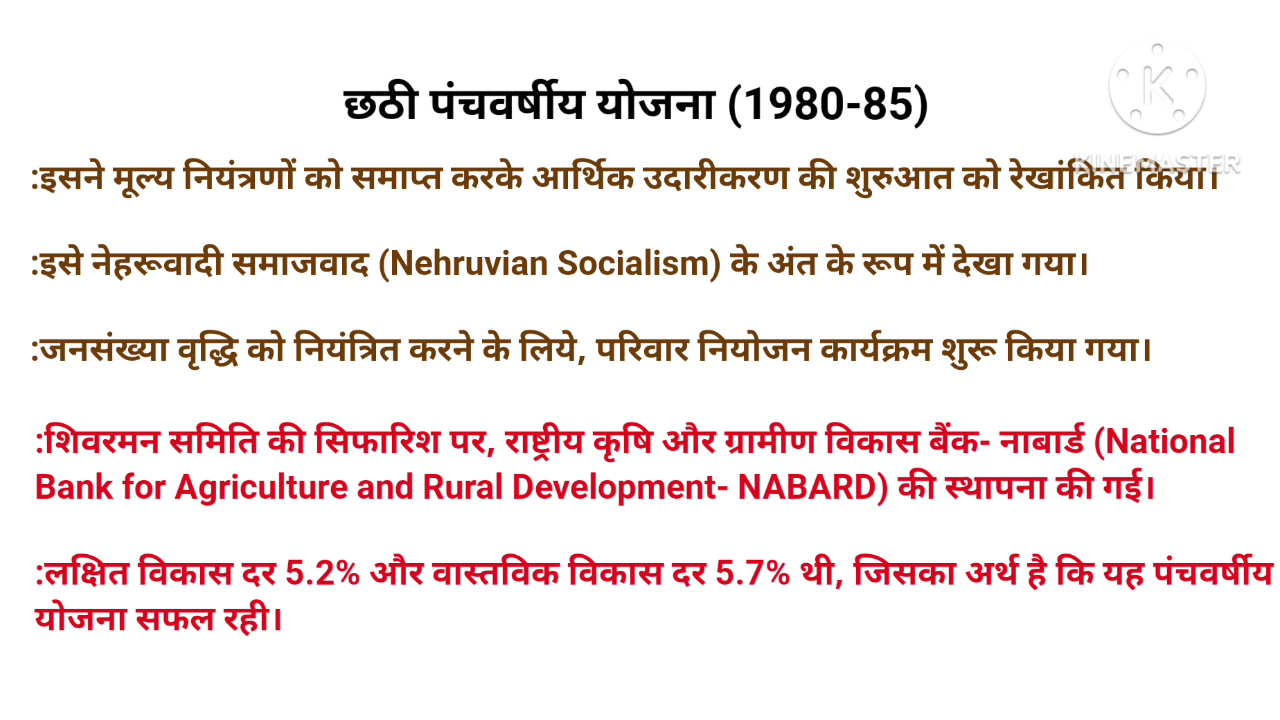 छठी पंचवर्षीय योजना (1980-85)
K
KINEMASTER
:इसने मूल्य नियंत्रणों को समाप्त करके आर्थिक उदारीकरण की शुरुआत को रेखांकित किया।
:इसे नेहरूवादी समाजवाद (Nehruvian Socialism) के अंत के रूप में देखा गया।
:जनसंख्या वृद्धि को नियंत्रित करने के लिये, परिवार नियोजन कार्यक्रम शुरू किया गया।
:शिवरमन समिति की सिफारिश पर, राष्ट्रीय कृषि और ग्रामीण विकास बैंक- नाबार्ड (National
Bank for Agriculture and Rural Development- NABARD) की स्थापना की गई।
:लक्षित विकास दर 5.2% और वास्तविक विकास दर 5.7% थी, जिसका अर्थ है कि यह पंचवर्षीय
योजना सफल रही।